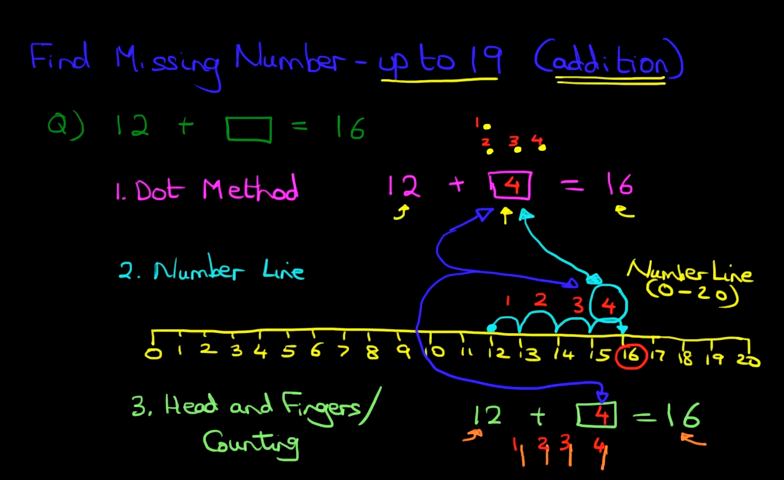 Find Missing Number - up to 19 (addition)
Q) 12 + □ = 16
1 2 3 4
1. Dot Method 12 + 4 = 16
2. Number Line
Number Line
(0-20)
1 2 3 4
0 1 2 3 4 5 6 7 8 9 10 11 12 13 14 15 16 17 18 19 20
3. Head and Fingers/
Counting
12 + 4 = 16
1 2 3 4